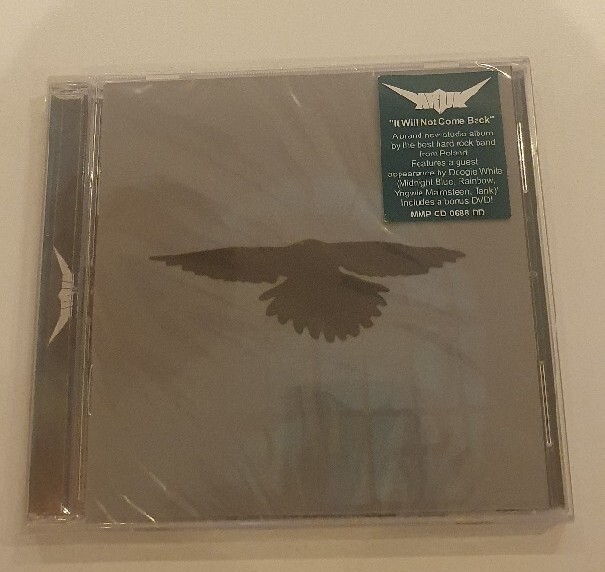 "It Will Not Come Back"
A brand new studio album
by the best hard rock band
from Poland
Features a guest
appearance by Doogie White
(Midnight Blue, Rainbow,
Yngwie Malmsteen, Tank)!
Includes a bonus DVD!
MMP CD 0688 DD